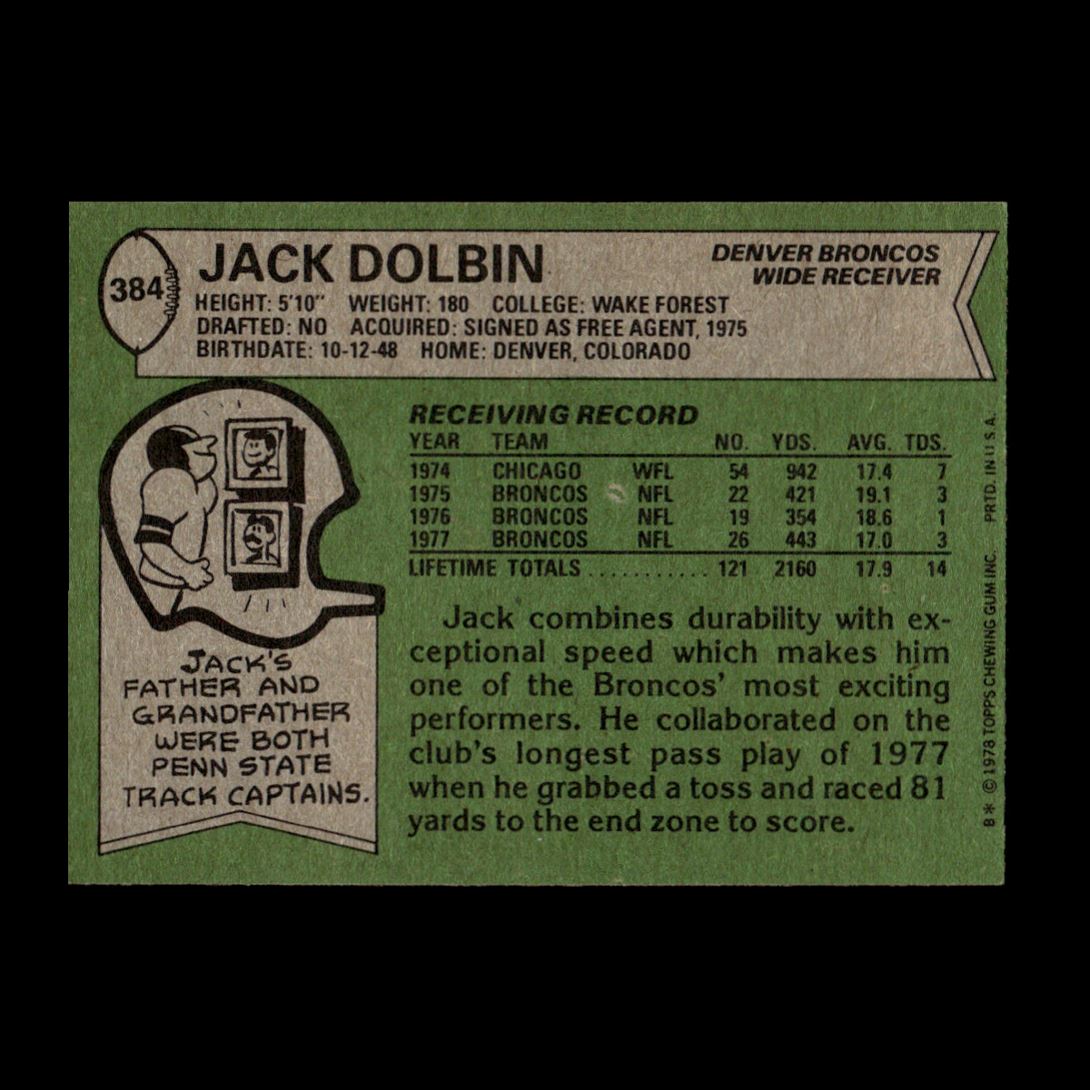 384
JACK DOLBIN
DENVER BRONCOS
WIDE RECEIVER
HEIGHT: 5'10" WEIGHT: 180 COLLEGE: WAKE FOREST
DRAFTED: NO ACQUIRED: SIGNED AS FREE AGENT, 1975
BIRTHDATE: 10-12-48 HOME: DENVER, COLORADO
RECEIVING RECORD
YEAR TEAM NO. YDS. AVG. TDS.
1974 CHICAGO WFL 54 942 17.4 7
1975 BRONCOS NFL 22 421 19.1 3
1976 BRONCOS NFL 19 354 18.6 1
1977 BRONCOS NFL 26 443 17.0 3
LIFETIME TOTALS ........... 121 2160 17.9 14
Jack combines durability with ex-
ceptional speed which makes him
one of the Broncos' most exciting
performers. He collaborated on the
club's longest pass play of 1977
when he grabbed a toss and raced 81
yards to the end zone to score.
JACK'S
FATHER AND
GRANDFATHER
WERE BOTH
PENN STATE
TRACK CAPTAINS.
B* © 1978 TOPPS CHEWING GUM INC. PRTD. IN U.S.A.